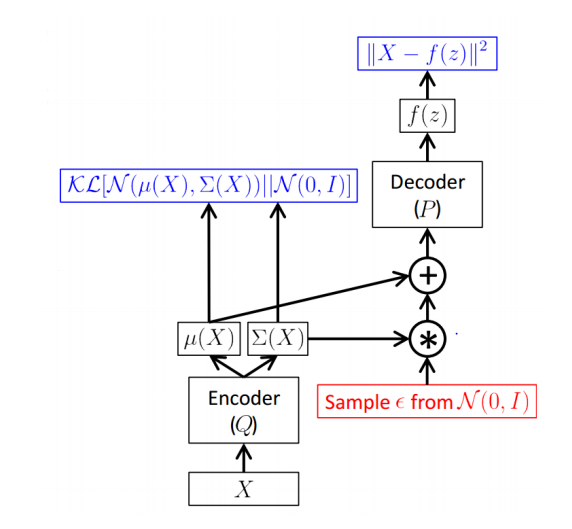 ‖X − f(z)‖²
f(z)
𝒦ℒ[𝒩(μ(X), Σ(X))||𝒩(0, I)]
Decoder
(P)
+
μ(X) Σ(X)
*
Encoder
(Q)
Sample ϵ from 𝒩(0, I)
X